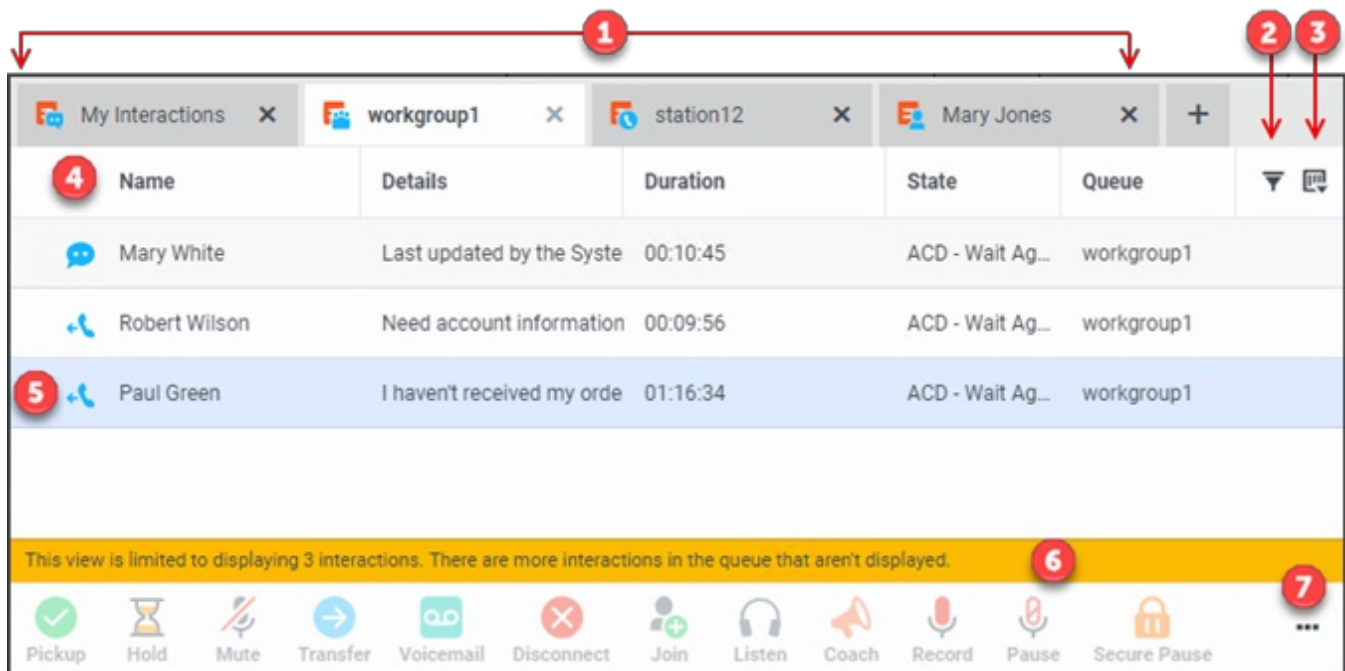 1 2 3
My Interactions × workgroup1 × station12 × Mary Jones × +
4 Name Details Duration State Queue
Mary White Last updated by the Syste 00:10:45 ACD - Wait Ag... workgroup1
Robert Wilson Need account information 00:09:56 ACD - Wait Ag... workgroup1
5 Paul Green I haven't received my orde 01:16:34 ACD - Wait Ag... workgroup1
This view is limited to displaying 3 interactions. There are more interactions in the queue that aren't displayed. 6
7
Pickup Hold Mute Transfer Voicemail Disconnect Join Listen Coach Record Pause Secure Pause